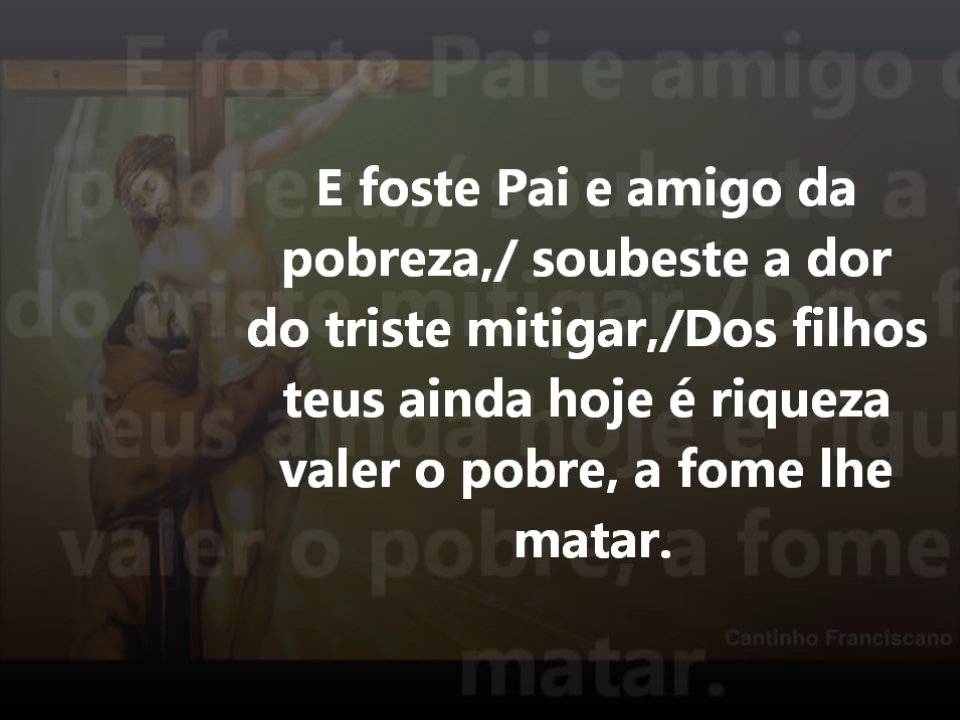 E foste Pai e amigo da
pobreza,/ soubeste a dor
do triste mitigar,/Dos filhos
teus ainda hoje é riqueza
valer o pobre, a fome lhe
matar.
Cantinho Franciscano